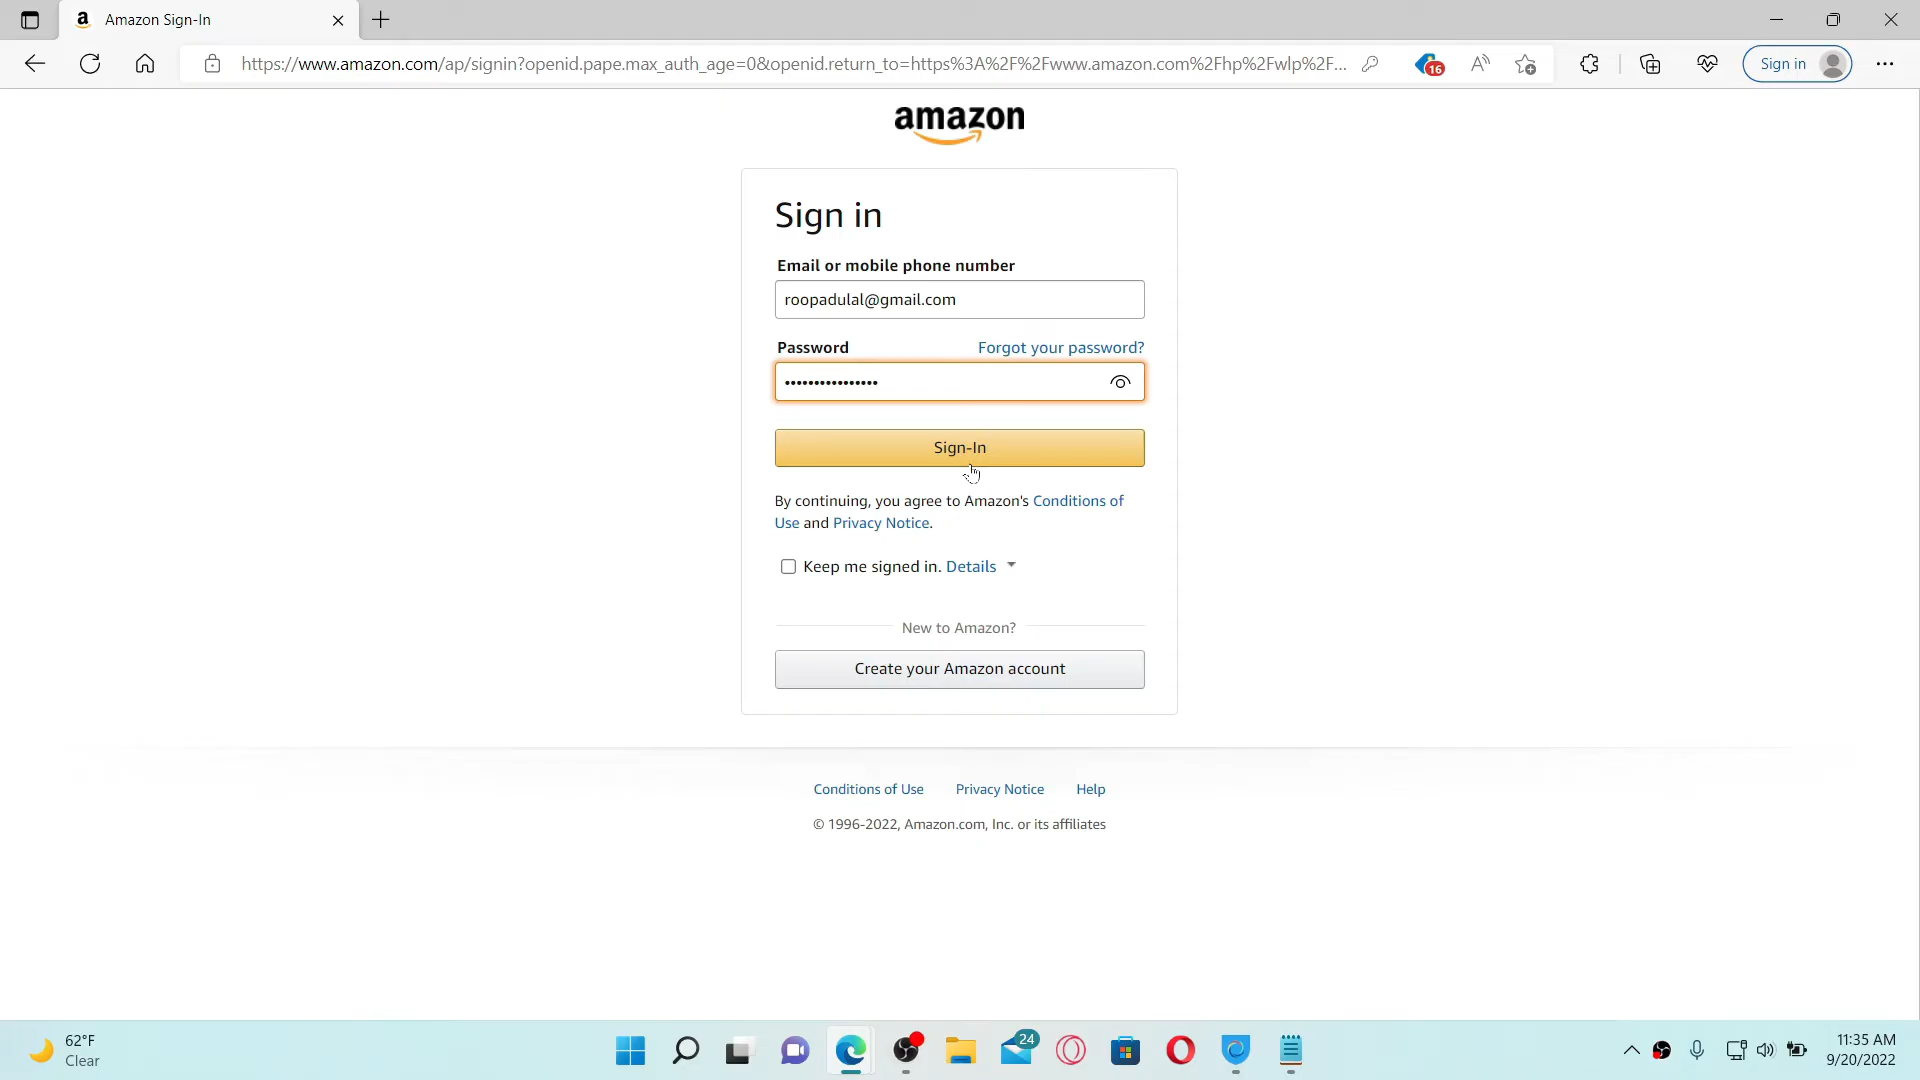 Amazon Sign-In
https://www.amazon.com/ap/signin?openid.pape.max_auth_age=0&openid.return_to=https%3A%2F%2Fwww.amazon.com%2Fhp%2Fwlp%2F...
16
Sign in
amazon
Sign in
Email or mobile phone number
roopadulal@gmail.com
Password Forgot your password?
••••••••••••••••
Sign-In
By continuing, you agree to Amazon's Conditions of
Use and Privacy Notice.
Keep me signed in. Details
New to Amazon?
Create your Amazon account
Conditions of Use Privacy Notice Help
© 1996-2022, Amazon.com, Inc. or its affiliates
62°F
Clear
24
11:35 AM
9/20/2022